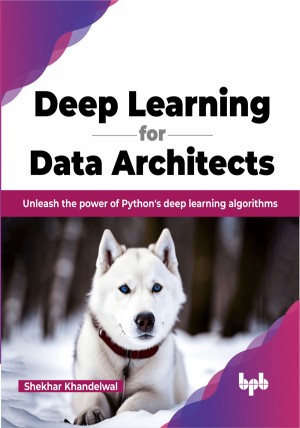 Deep Learning
for
Data Architects
Unleash the power of Python's deep learning algorithms
Shekhar Khandelwal
bpb